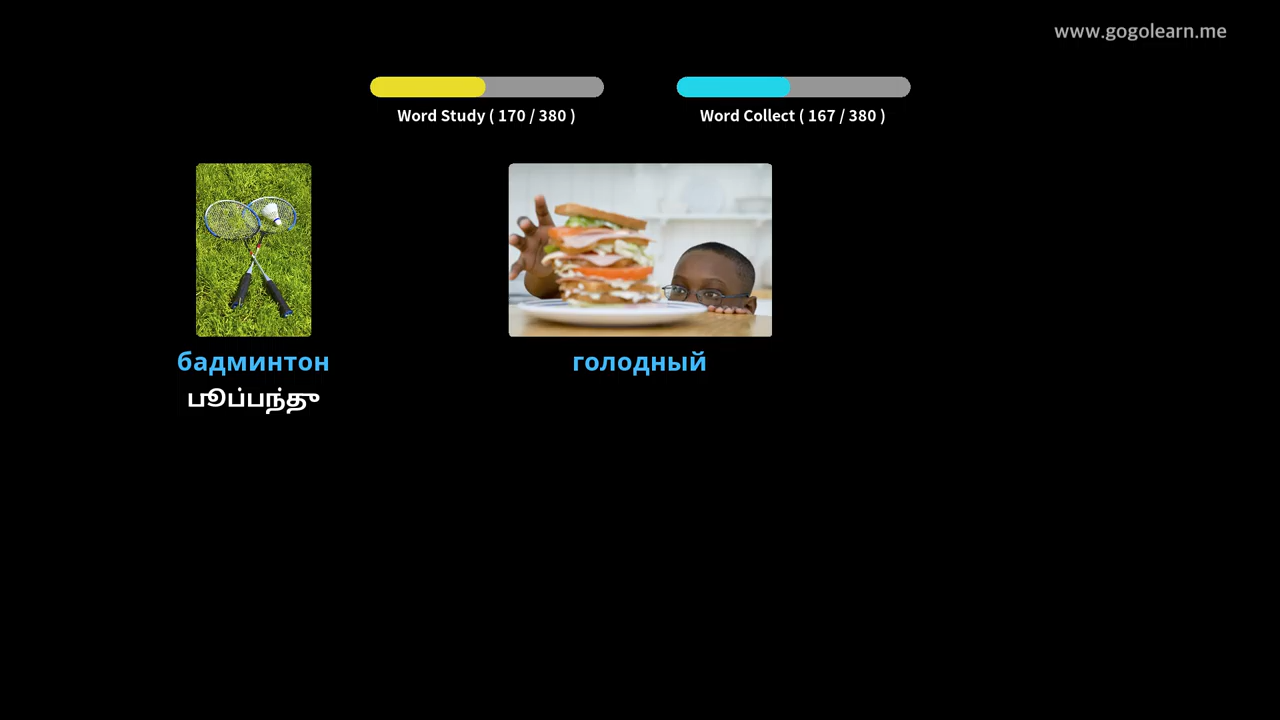 www.gogolearn.me
Word Study ( 170 / 380 )
Word Collect ( 167 / 380 )
бадминтон
голодный
பூப்பந்து